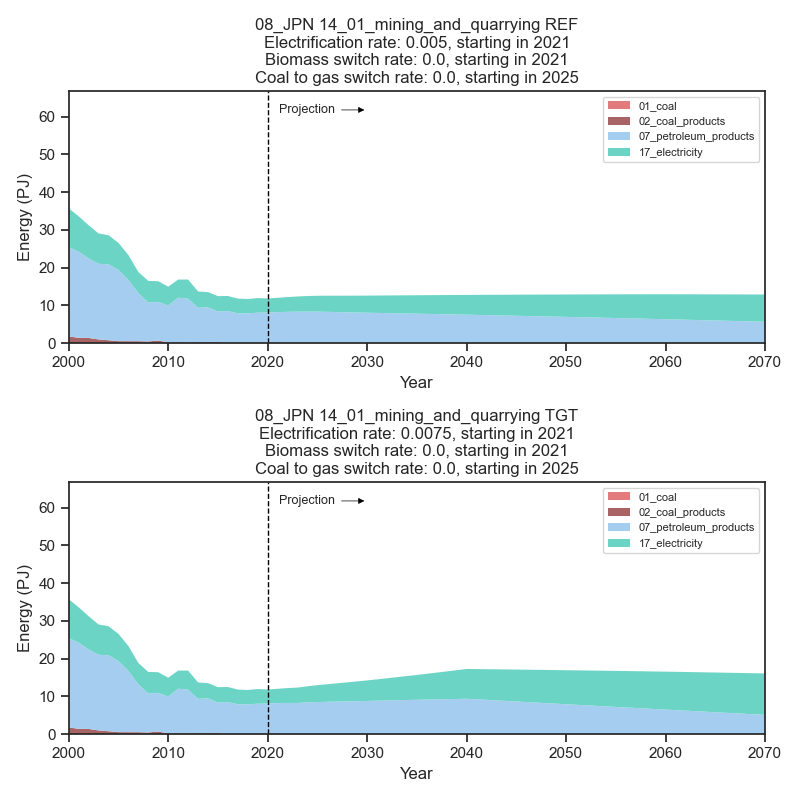 08_JPN 14_01_mining_and_quarrying REF
Electrification rate: 0.005, starting in 2021
Biomass switch rate: 0.0, starting in 2021
Coal to gas switch rate: 0.0, starting in 2025
Projection
01_coal
02_coal_products
07_petroleum_products
17_electricity
60
50
40
30
20
10
0
Energy (PJ)
2000 2010 2020 2030 2040 2050 2060 2070
Year
08_JPN 14_01_mining_and_quarrying TGT
Electrification rate: 0.0075, starting in 2021
Biomass switch rate: 0.0, starting in 2021
Coal to gas switch rate: 0.0, starting in 2025
Projection
01_coal
02_coal_products
07_petroleum_products
17_electricity
60
50
40
30
20
10
0
Energy (PJ)
2000 2010 2020 2030 2040 2050 2060 2070
Year